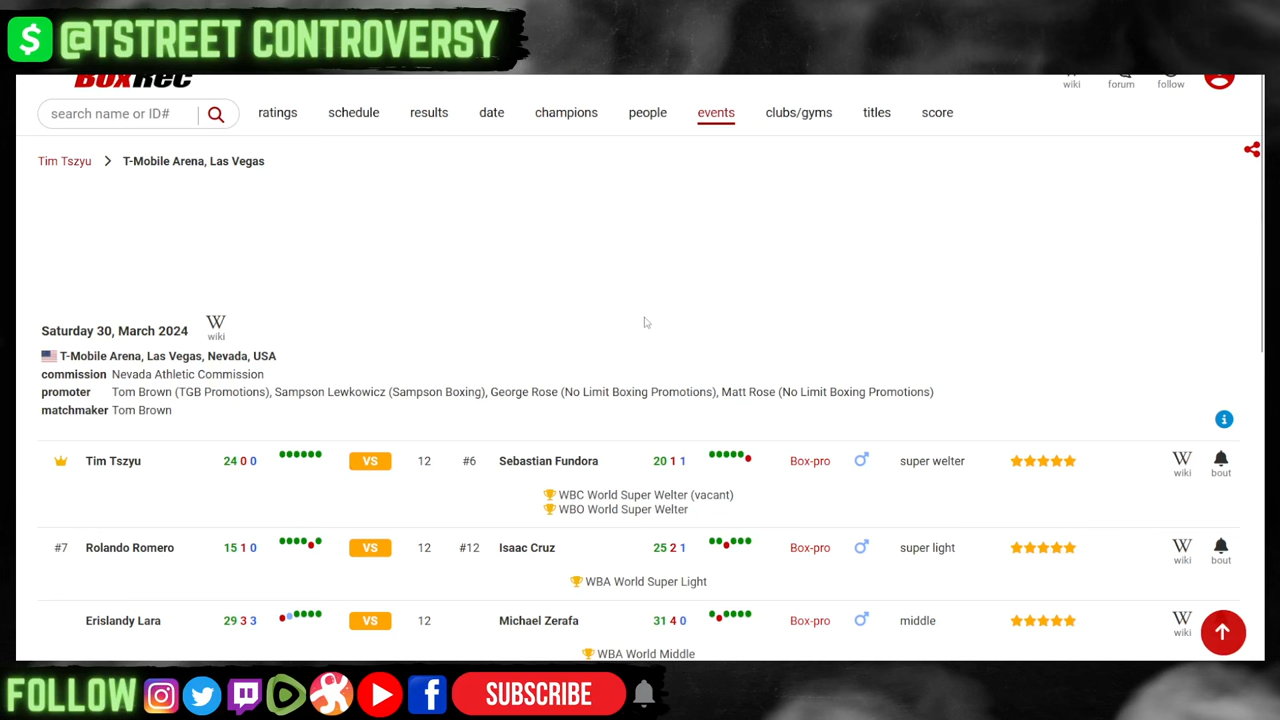 $ @TSTREET CONTROVERSY
BoxRec
wiki forum follow
search name or ID# ratings schedule results date champions people events clubs/gyms titles score
Tim Tszyu > T-Mobile Arena, Las Vegas
Saturday 30, March 2024 W wiki
T-Mobile Arena, Las Vegas, Nevada, USA
commission Nevada Athletic Commission
promoter Tom Brown (TGB Promotions), Sampson Lewkowicz (Sampson Boxing), George Rose (No Limit Boxing Promotions), Matt Rose (No Limit Boxing Promotions)
matchmaker Tom Brown
i
Tim Tszyu 24 0 0 VS 12 #6 Sebastian Fundora 20 1 1 Box-pro super welter W wiki bout
WBC World Super Welter (vacant)
WBO World Super Welter
#7 Rolando Romero 15 1 0 VS 12 #12 Isaac Cruz 25 2 1 Box-pro super light W wiki bout
WBA World Super Light
Erislandy Lara 29 3 3 VS 12 Michael Zerafa 31 4 0 Box-pro middle W wiki
WBA World Middle
FOLLOW f SUBSCRIBE